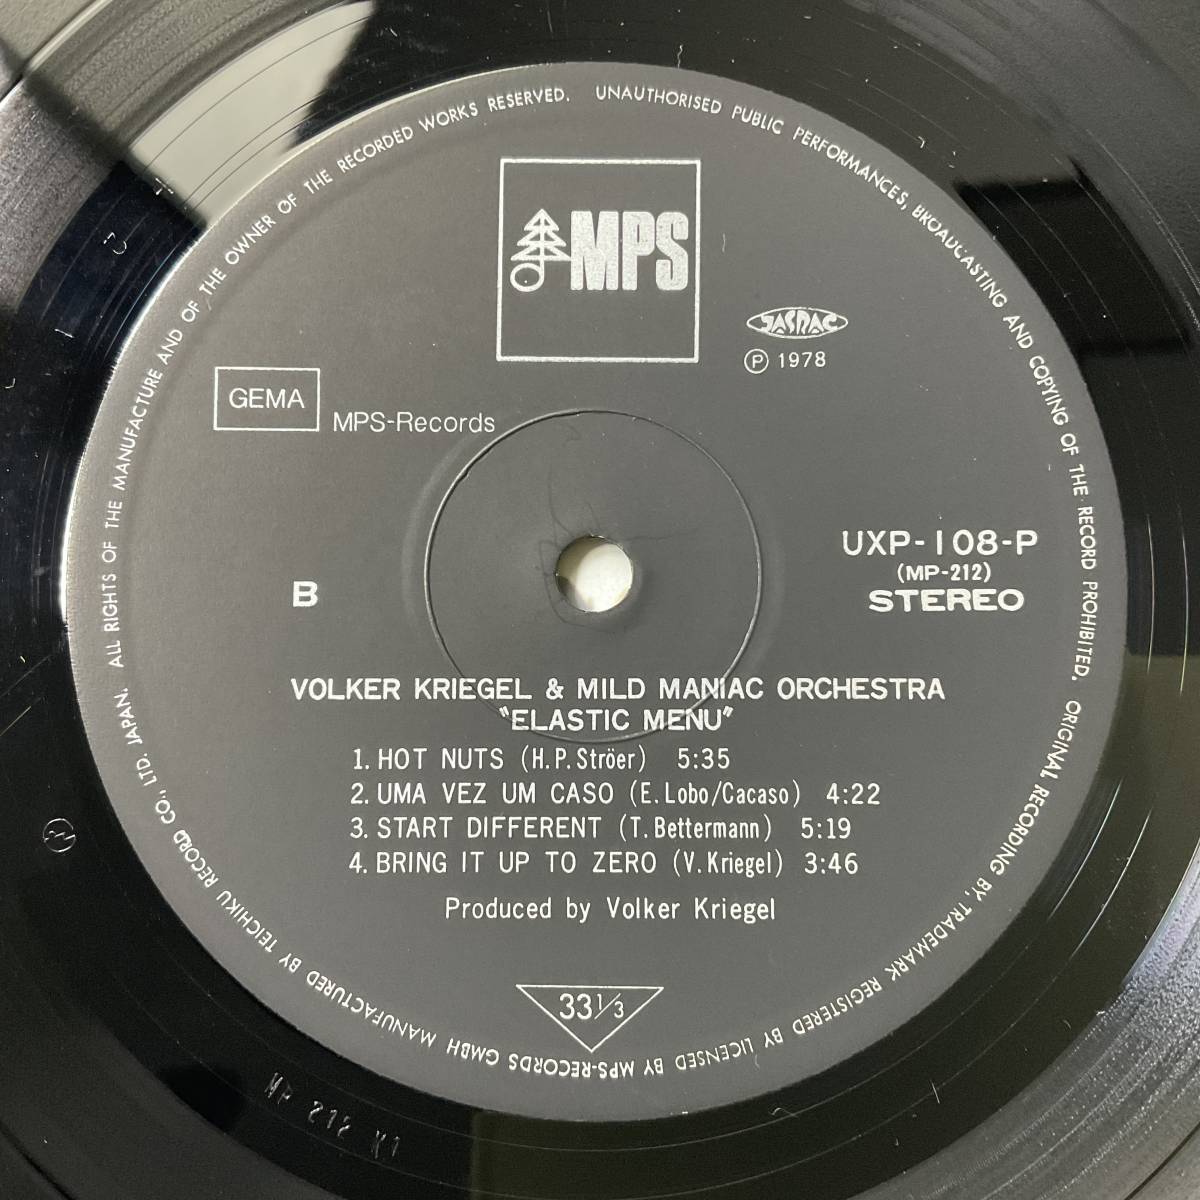 ALL RIGHTS OF THE MANUFACTURE AND OF THE OWNER OF THE RECORDED WORKS RESERVED. UNAUTHORISED PUBLIC PERFORMANCES, BROADCASTING AND COPYING OF THE RECORD PROHIBITED.
MPS
JASRAC
Ⓟ 1978
GEMA
MPS-Records
UXP-108-P
(MP-212)
STEREO
B
VOLKER KRIEGEL & MILD MANIAC ORCHESTRA
"ELASTIC MENU"
1. HOT NUTS (H.P. Ströer) 5:35
2. UMA VEZ UM CASO (E. Lobo/Cacaso) 4:22
3. START DIFFERENT (T. Bettermann) 5:19
4. BRING IT UP TO ZERO (V. Kriegel) 3:46
Produced by Volker Kriegel
33 1/3
ORIGINAL RECORDING BY, TRADEMARK REGISTERED BY LICENSED BY MPS-RECORDS GMBH MANUFACTURED BY TEICHIKU RECORD CO., LTD. JAPAN.
MP 212